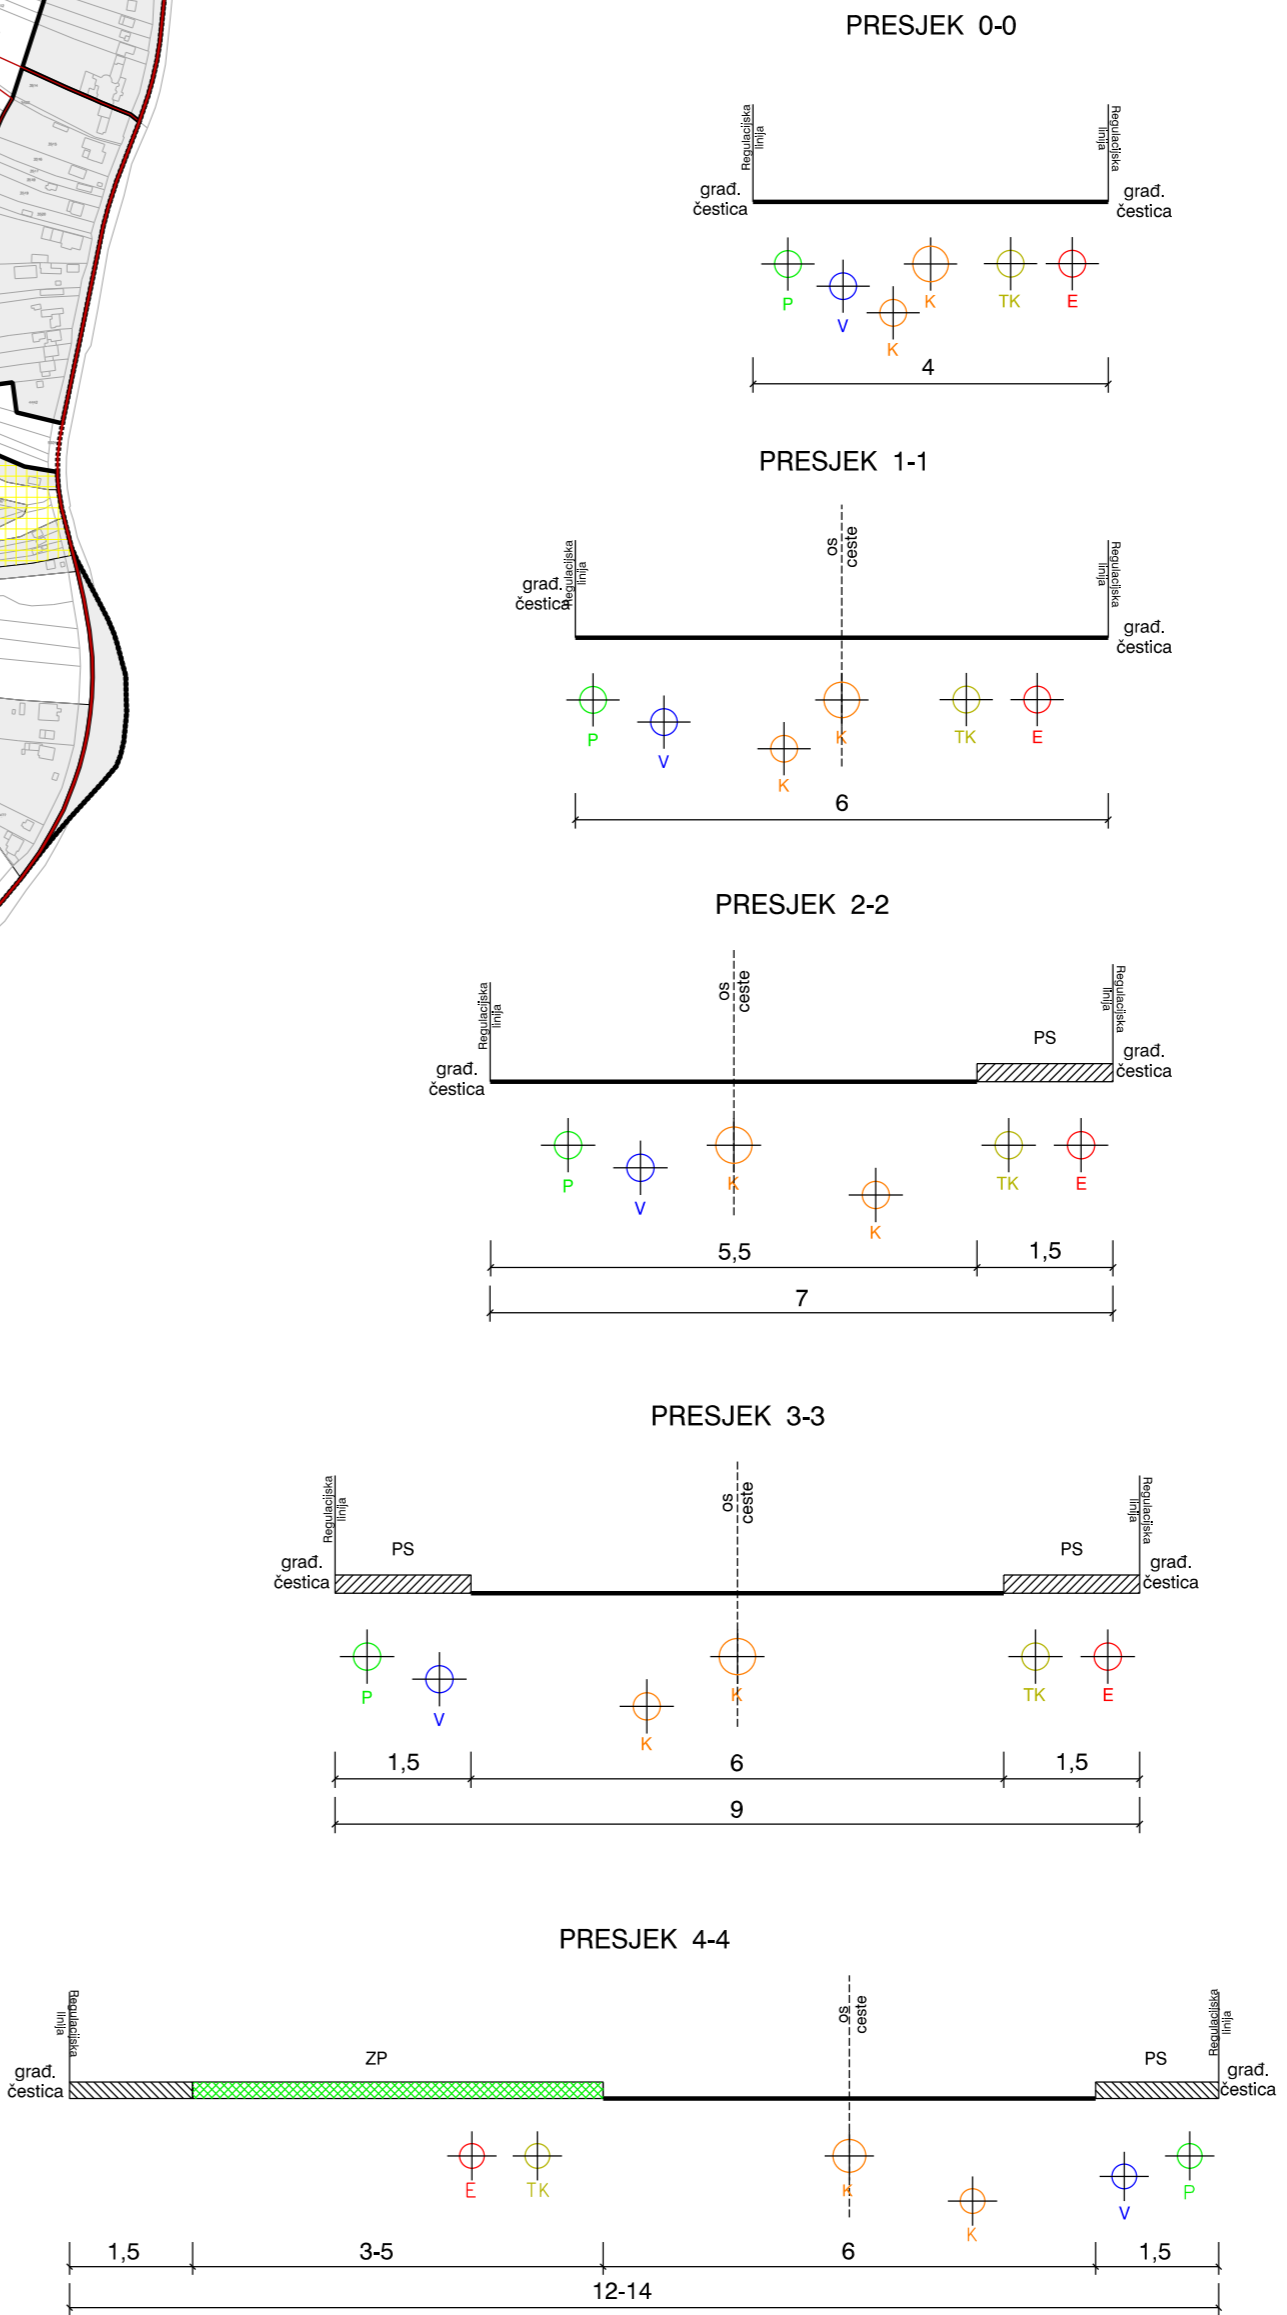 PRESJEK 0-0
Regulacijska
linija
Regulacijska
linija
građ.
čestica
građ.
čestica
P
V
K
K
TK
E
4
PRESJEK 1-1
os
ceste
Regulacijska
linija
Regulacijska
linija
građ.
čestica
građ.
čestica
P
V
K
K
TK
E
6
PRESJEK 2-2
os
ceste
Regulacijska
linija
Regulacijska
linija
PS
građ.
čestica
građ.
čestica
P
V
K
K
TK
E
5,5
1,5
7
PRESJEK 3-3
os
ceste
Regulacijska
linija
Regulacijska
linija
PS
PS
građ.
čestica
građ.
čestica
P
V
K
K
TK
E
1,5
6
1,5
9
PRESJEK 4-4
os
ceste
Regulacijska
linija
Regulacijska
linija
ZP
PS
građ.
čestica
građ.
čestica
E
TK
K
K
V
P
1,5
3-5
6
1,5
12-14